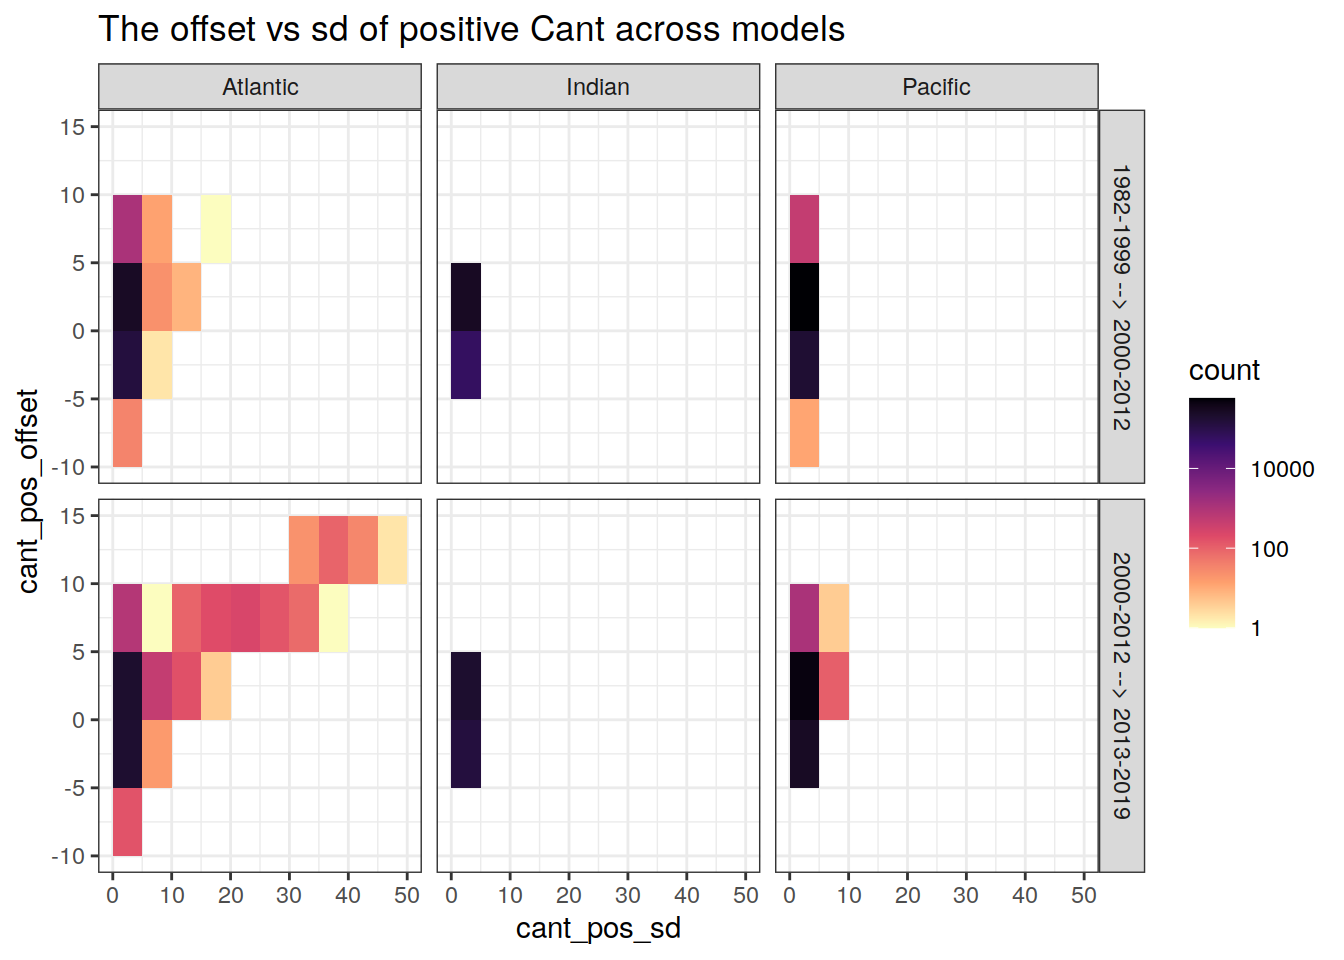 The offset vs sd of positive Cant across models
Atlantic
Indian
Pacific
15
10
5
0
-5
-10
1982-1999 --> 2000-2012
15
10
5
0
-5
-10
2000-2012 --> 2013-2019
cant_pos_offset
0 10 20 30 40 50
0 10 20 30 40 50
0 10 20 30 40 50
cant_pos_sd
count
10000
100
1